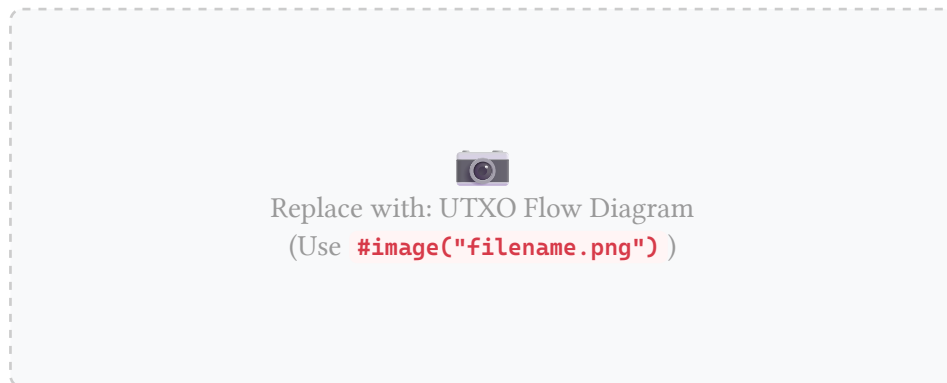 Replace with: UTXO Flow Diagram
(Use #image("filename.png") )